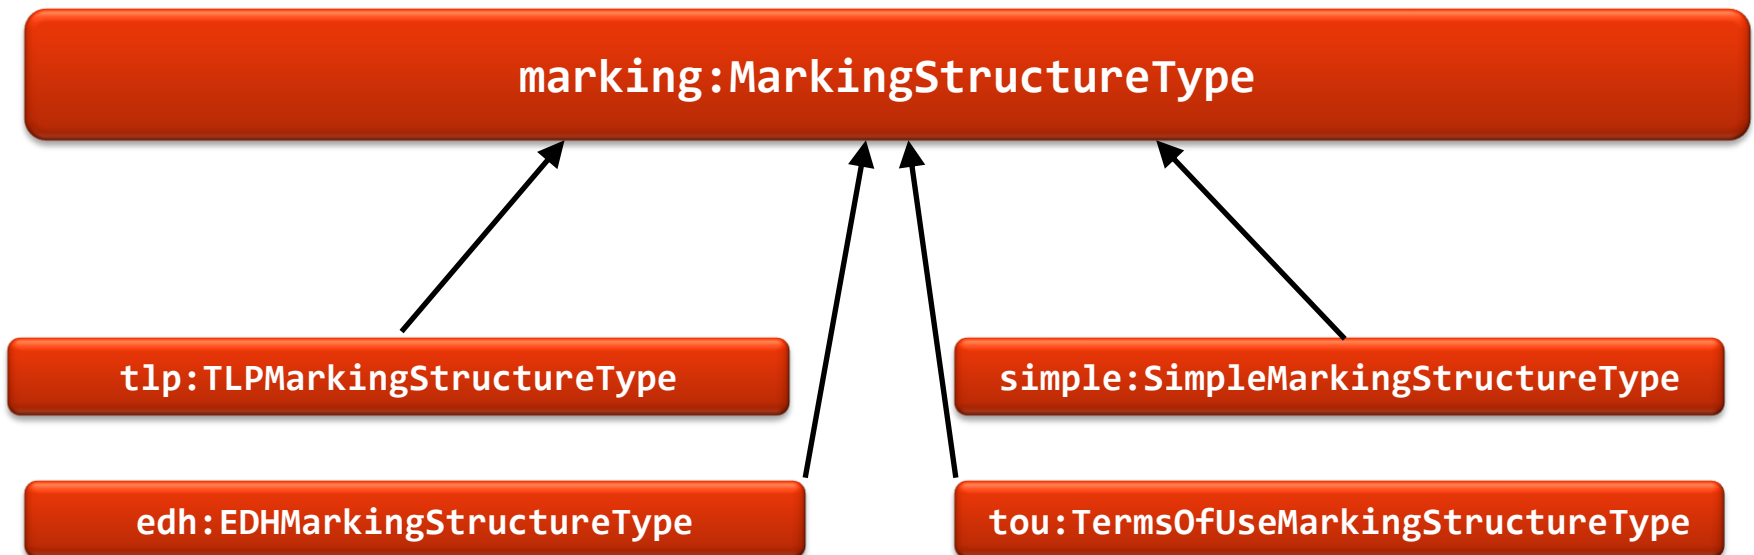 marking:MarkingStructureType
tlp:TLPMarkingStructureType
simple:SimpleMarkingStructureType
edh:EDHMarkingStructureType
tou:TermsOfUseMarkingStructureType